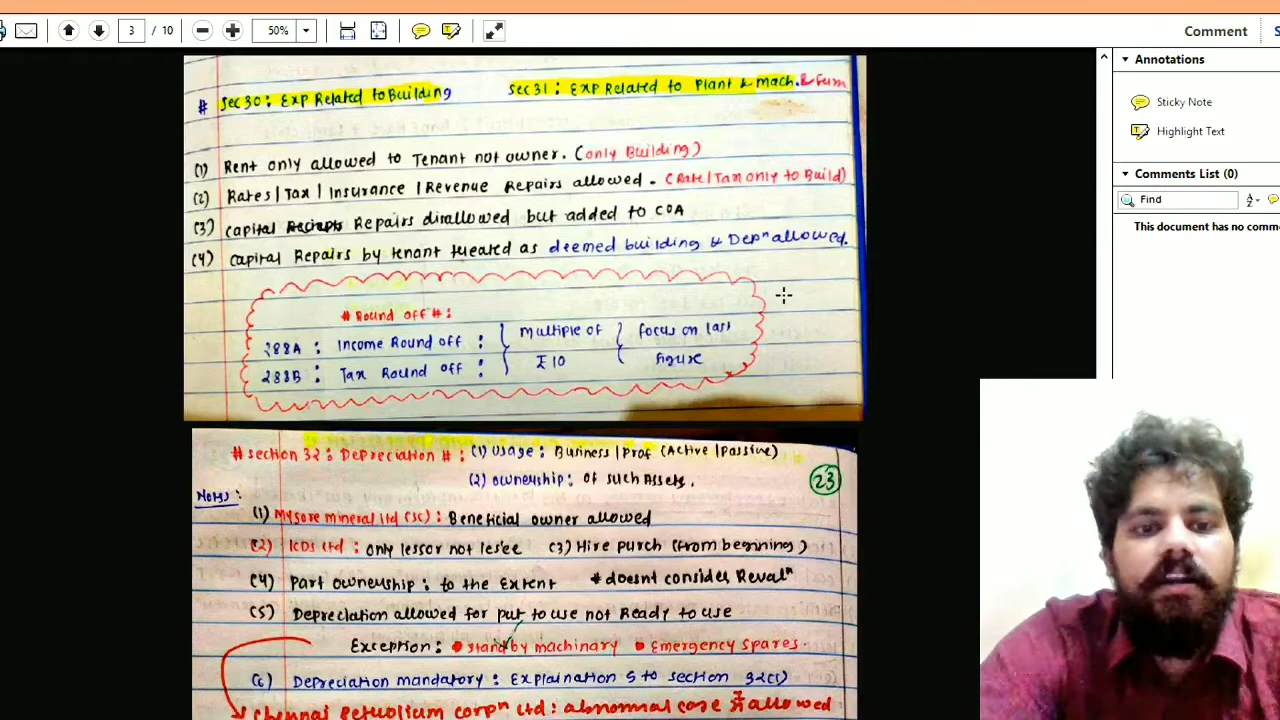 3 / 10
50%
Comment
Annotations
Sticky Note
Highlight Text
Comments List (0)
Find
This document has no comme
# Sec 30 : Exp Related to Building Sec 31 : Exp Related to Plant & Mach. & Furn
(1) Rent only allowed to Tenant not owner. (only Building)
(2) Rates | Tax | Insurance | Revenue Repairs allowed. (Rate | Tax only to Build)
(3) capital Repairs disallowed but added to COA
(4) capital Repairs by tenant treated as deemed building & Depn allowed.
# Round off # :
288A : Income Round off : multiple of focus on last
288B : Tax Round off : ₹10 figure
# section 32 : Depreciation # : (1) Usage : Business | Prof (Active | Passive)
(2) ownership : of such Assets.
23
Notes :
(1) Mysore mineral ltd (SC) : Beneficial owner allowed
(2) ICDS Ltd : only lessor not lesee (3) Hire purch (from beginning)
(4) Part ownership : to the Extent * doesnt consider Revaln
(5) Depreciation allowed for put to use not Ready to use
Exception : • stand by machinary • Emergency spares.
(6) Depreciation mandatory : Explaination 5 to section 32(1)
Chennai Petrolium corpn Ltd : abnormal case allowed